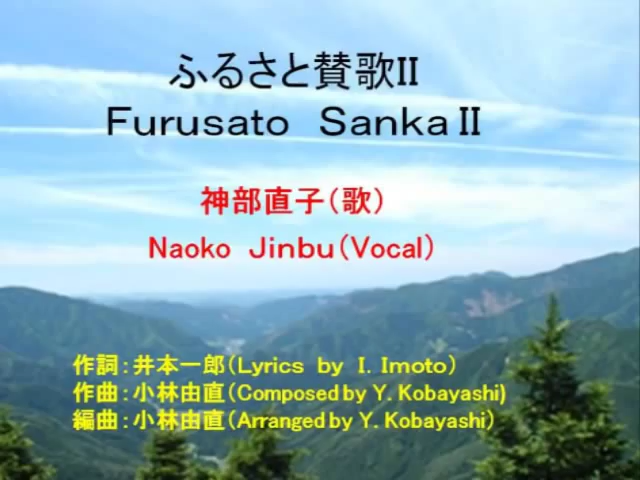 ふるさと賛歌II
Furusato Sanka II
神部直子(歌)
Naoko Jinbu(Vocal)
作詞:井本一郎(Lyrics by I. Imoto)
作曲:小林由直(Composed by Y. Kobayashi)
編曲:小林由直(Arranged by Y. Kobayashi)